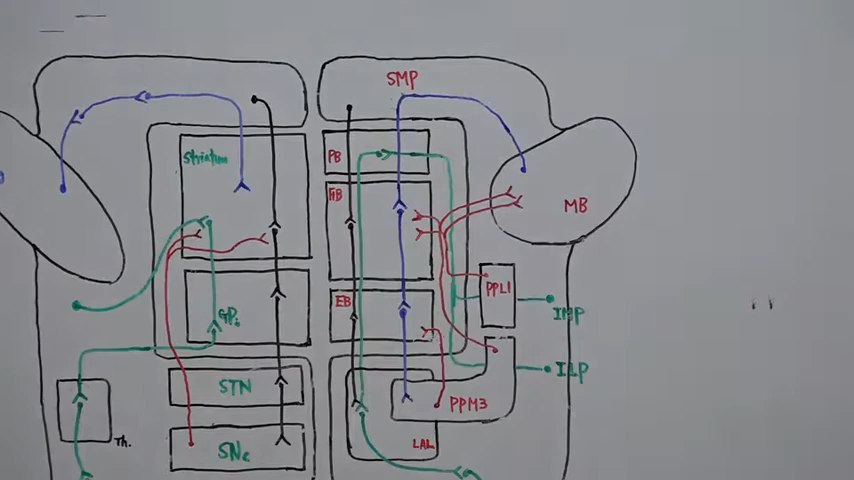 SMP
Striatum
PB
FB
MB
EB
PPL1
IMP
GPi
ILP
STN
PPM3
Th.
SNc
LAL